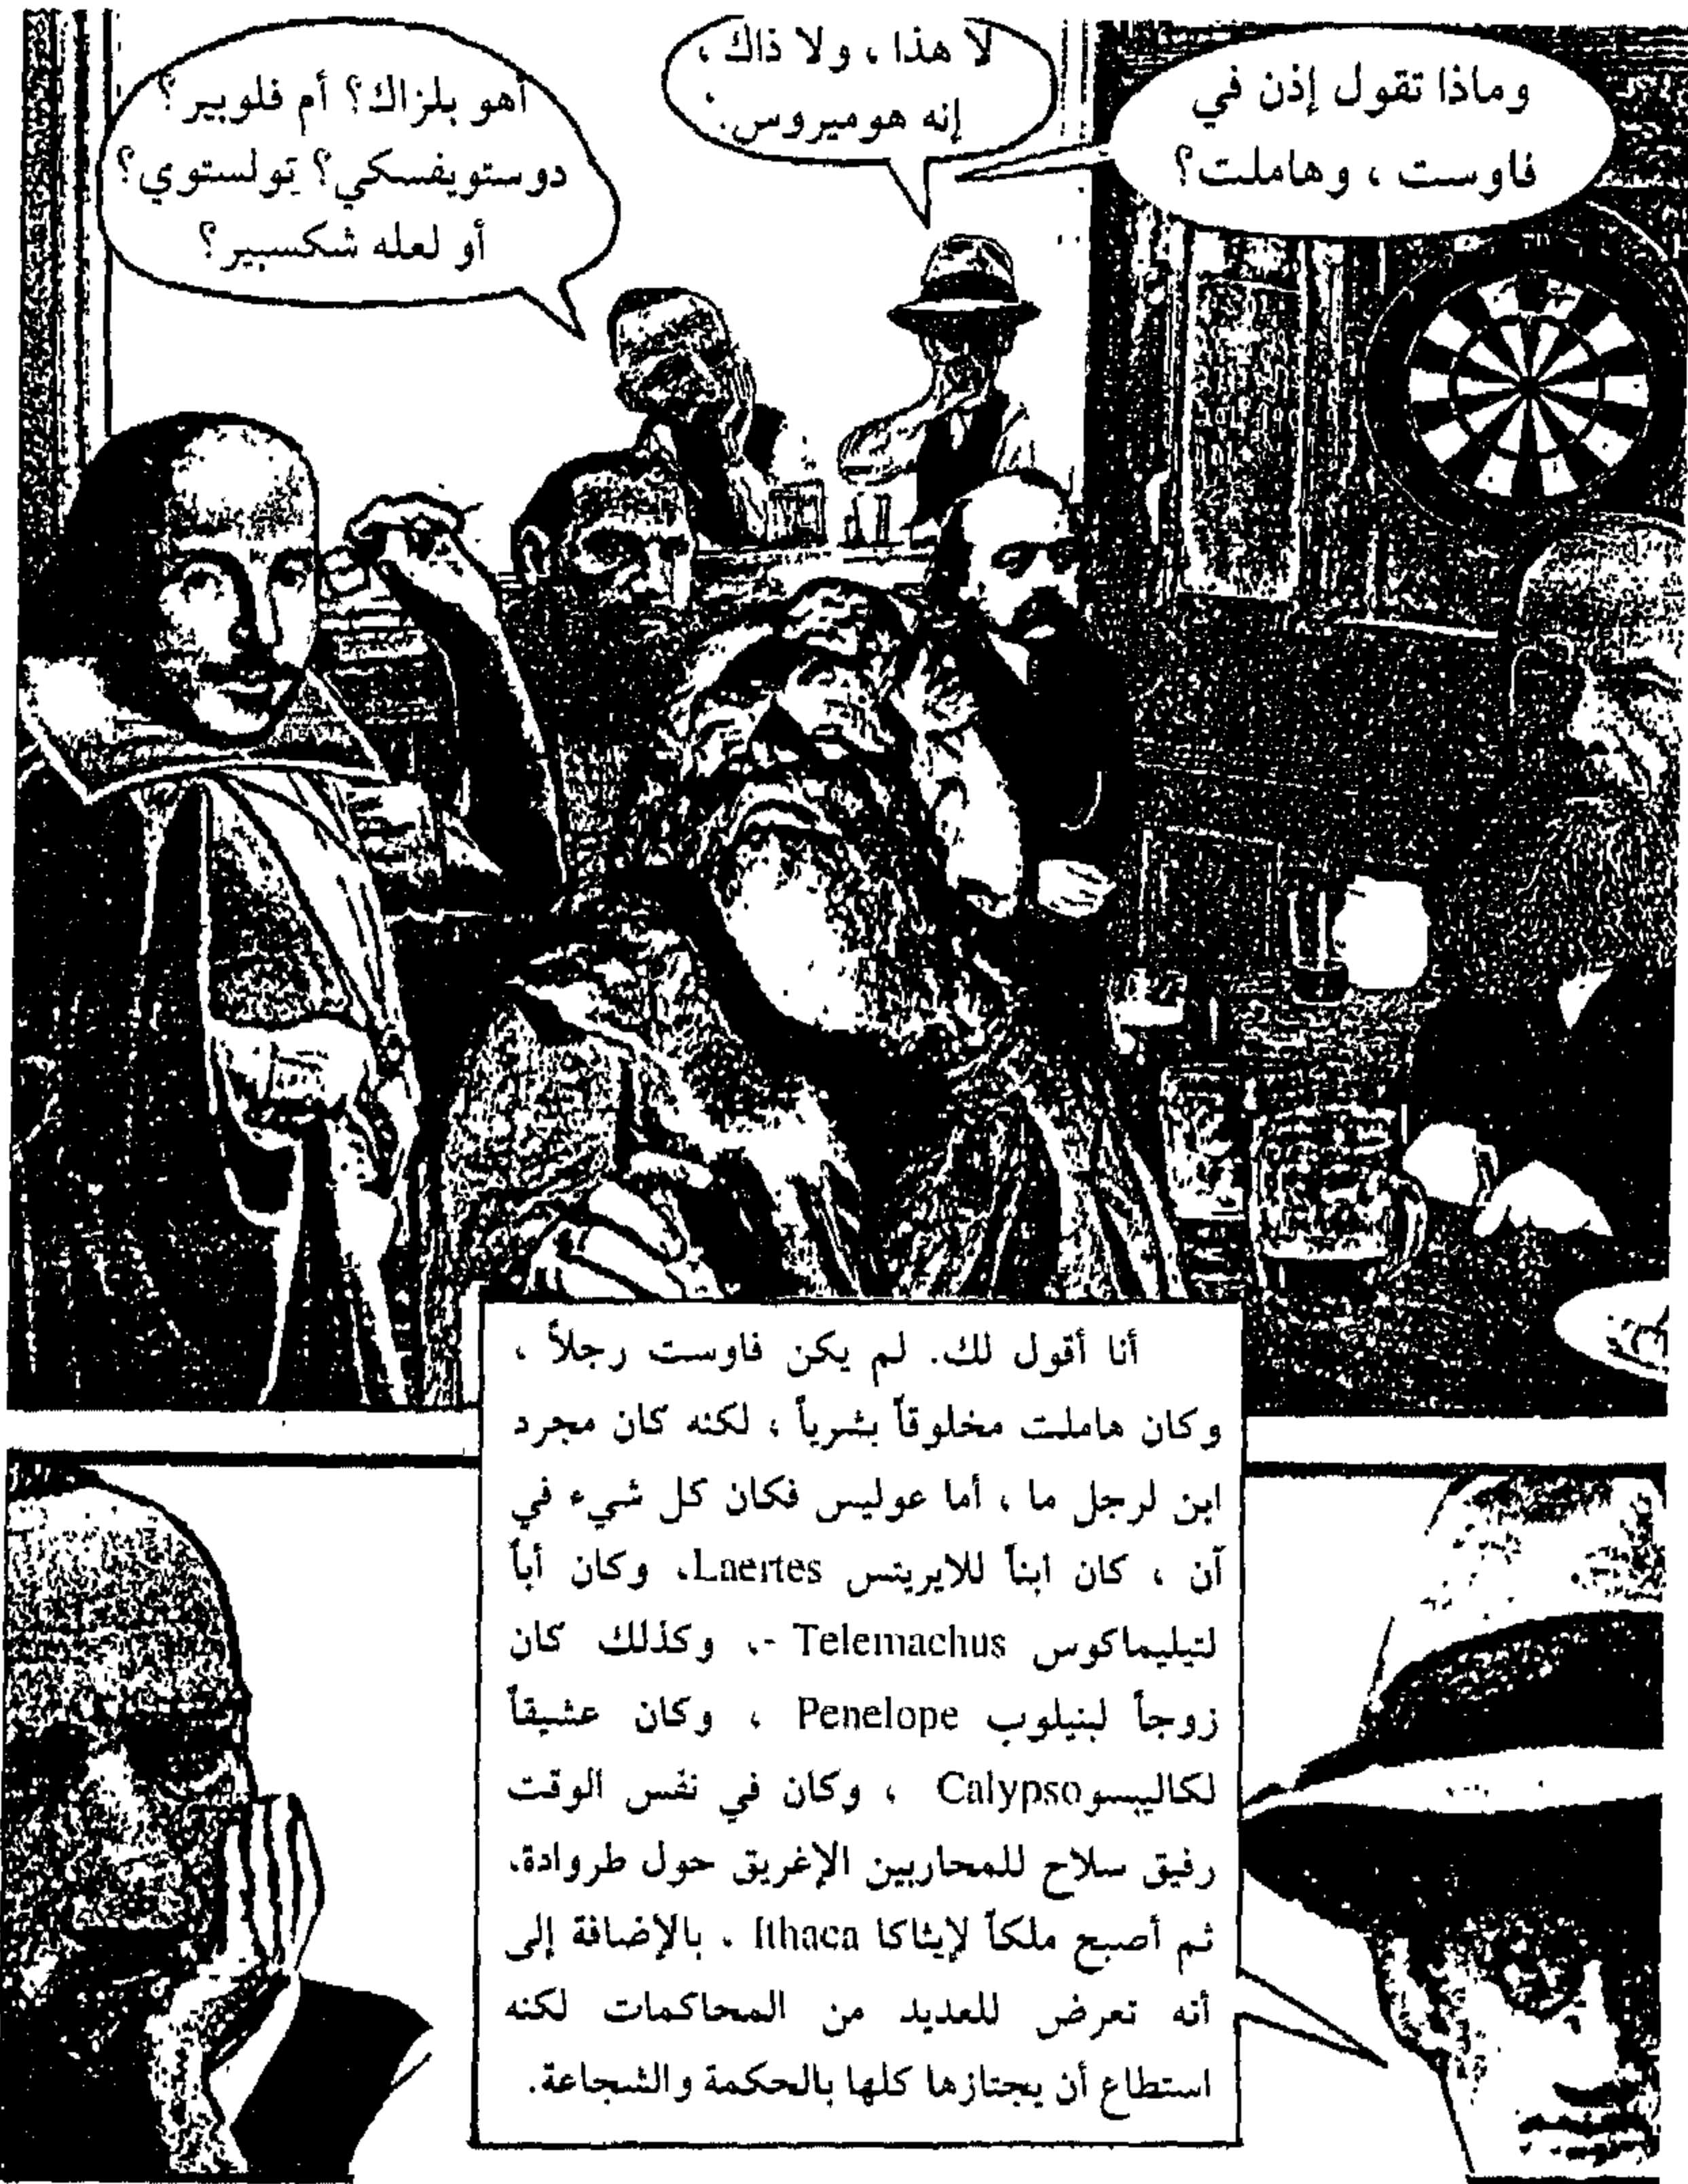 أهو بلزاك؟ أم فلوبير؟
دوستويفسكي؟ تولستوي؟
أو لعله شكسبير؟
لا هذا ، ولا ذاك ،
إنه هوميروس.
وماذا تقول إذن في
فاوست ، وهاملت؟
أنا أقول لك. لم يكن فاوست رجلاً ،
وكان هاملت مخلوقاً بشرياً ، لكنه كان مجرد
ابن لرجل ما ، أما عوليس فكان كل شيء في
آن ، كان ابناً للايريتس Laertes، وكان أباً
لتيليماكوس Telemachus -، وكذلك كان
زوجاً لبنيلوب Penelope ، وكان عشيقاً
لكاليبسو Calypso ، وكان في نفس الوقت
رفيق سلاح للمحاربين الإغريق حول طروادة،
ثم أصبح ملكاً لإيثاكا Ithaca ، بالإضافة إلى
أنه تعرض للعديد من المحاكمات لكنه
استطاع أن يجتازها كلها بالحكمة والشجاعة.